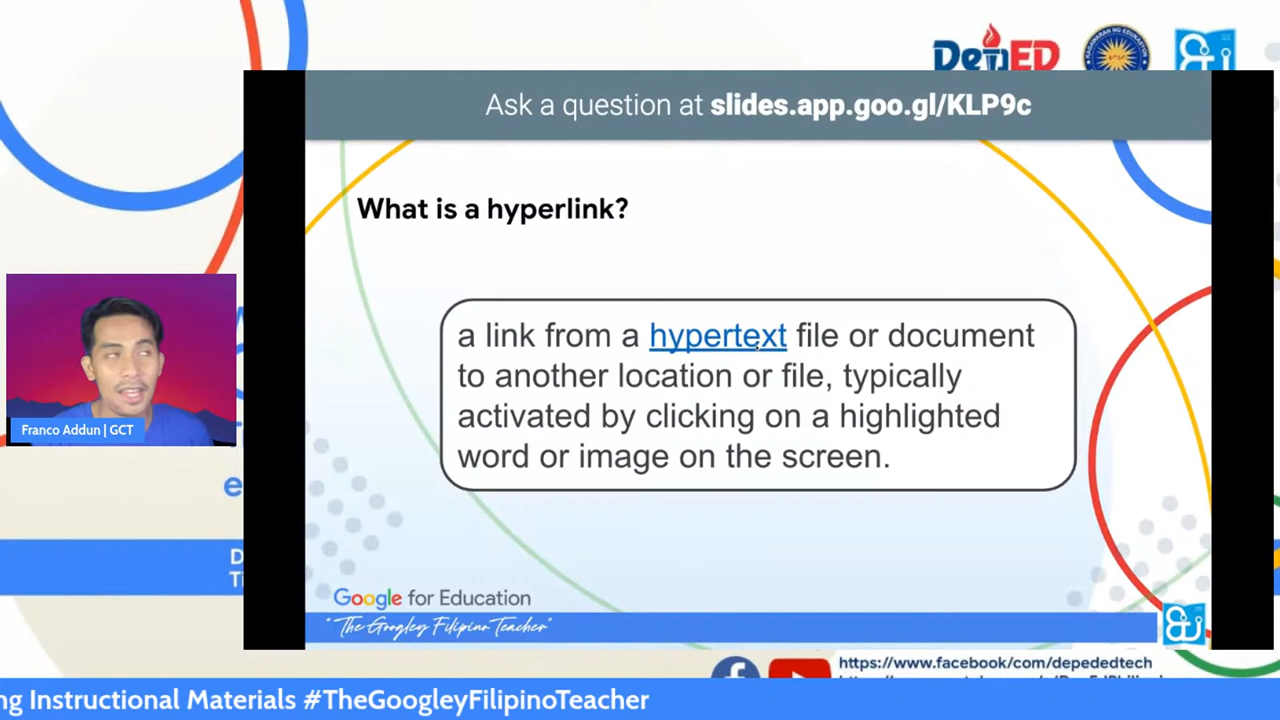 DepED
Ask a question at slides.app.goo.gl/KLP9c
What is a hyperlink?
a link from a hypertext file or document
to another location or file, typically
activated by clicking on a highlighted
word or image on the screen.
Franco Addun | GCT
e
D
Ti
Google for Education
"The Googley Filipino Teacher"
https://www.facebook/com/depededtech
ng Instructional Materials #TheGoogleyFilipinoTeacher